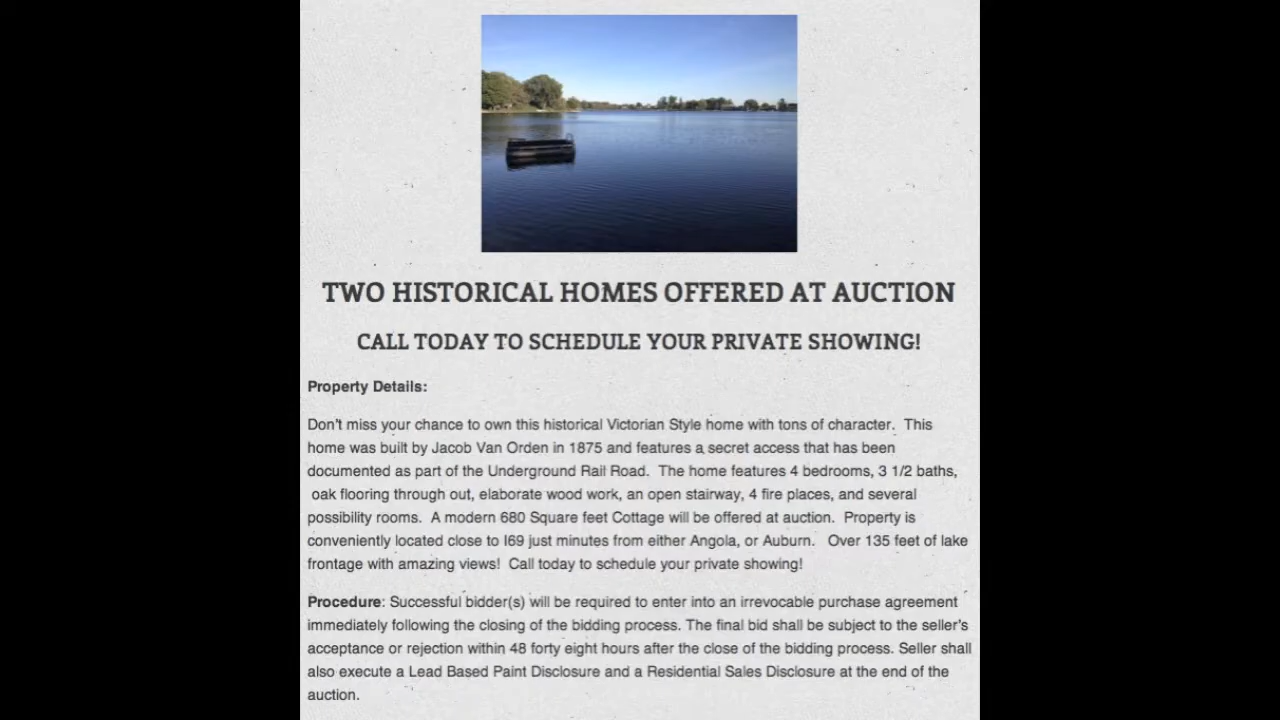 TWO HISTORICAL HOMES OFFERED AT AUCTION
CALL TODAY TO SCHEDULE YOUR PRIVATE SHOWING!
Property Details:
Don't miss your chance to own this historical Victorian Style home with tons of character.  This
home was built by Jacob Van Orden in 1875 and features a secret access that has been
documented as part of the Underground Rail Road.  The home features 4 bedrooms, 3 1/2 baths,
oak flooring through out, elaborate wood work, an open stairway, 4 fire places, and several
possibility rooms.  A modern 680 Square feet Cottage will be offered at auction.  Property is
conveniently located close to I69 just minutes from either Angola, or Auburn.   Over 135 feet of lake
frontage with amazing views!  Call today to schedule your private showing!
Procedure: Successful bidder(s) will be required to enter into an irrevocable purchase agreement
immediately following the closing of the bidding process. The final bid shall be subject to the seller's
acceptance or rejection within 48 forty eight hours after the close of the bidding process. Seller shall
also execute a Lead Based Paint Disclosure and a Residential Sales Disclosure at the end of the
auction.